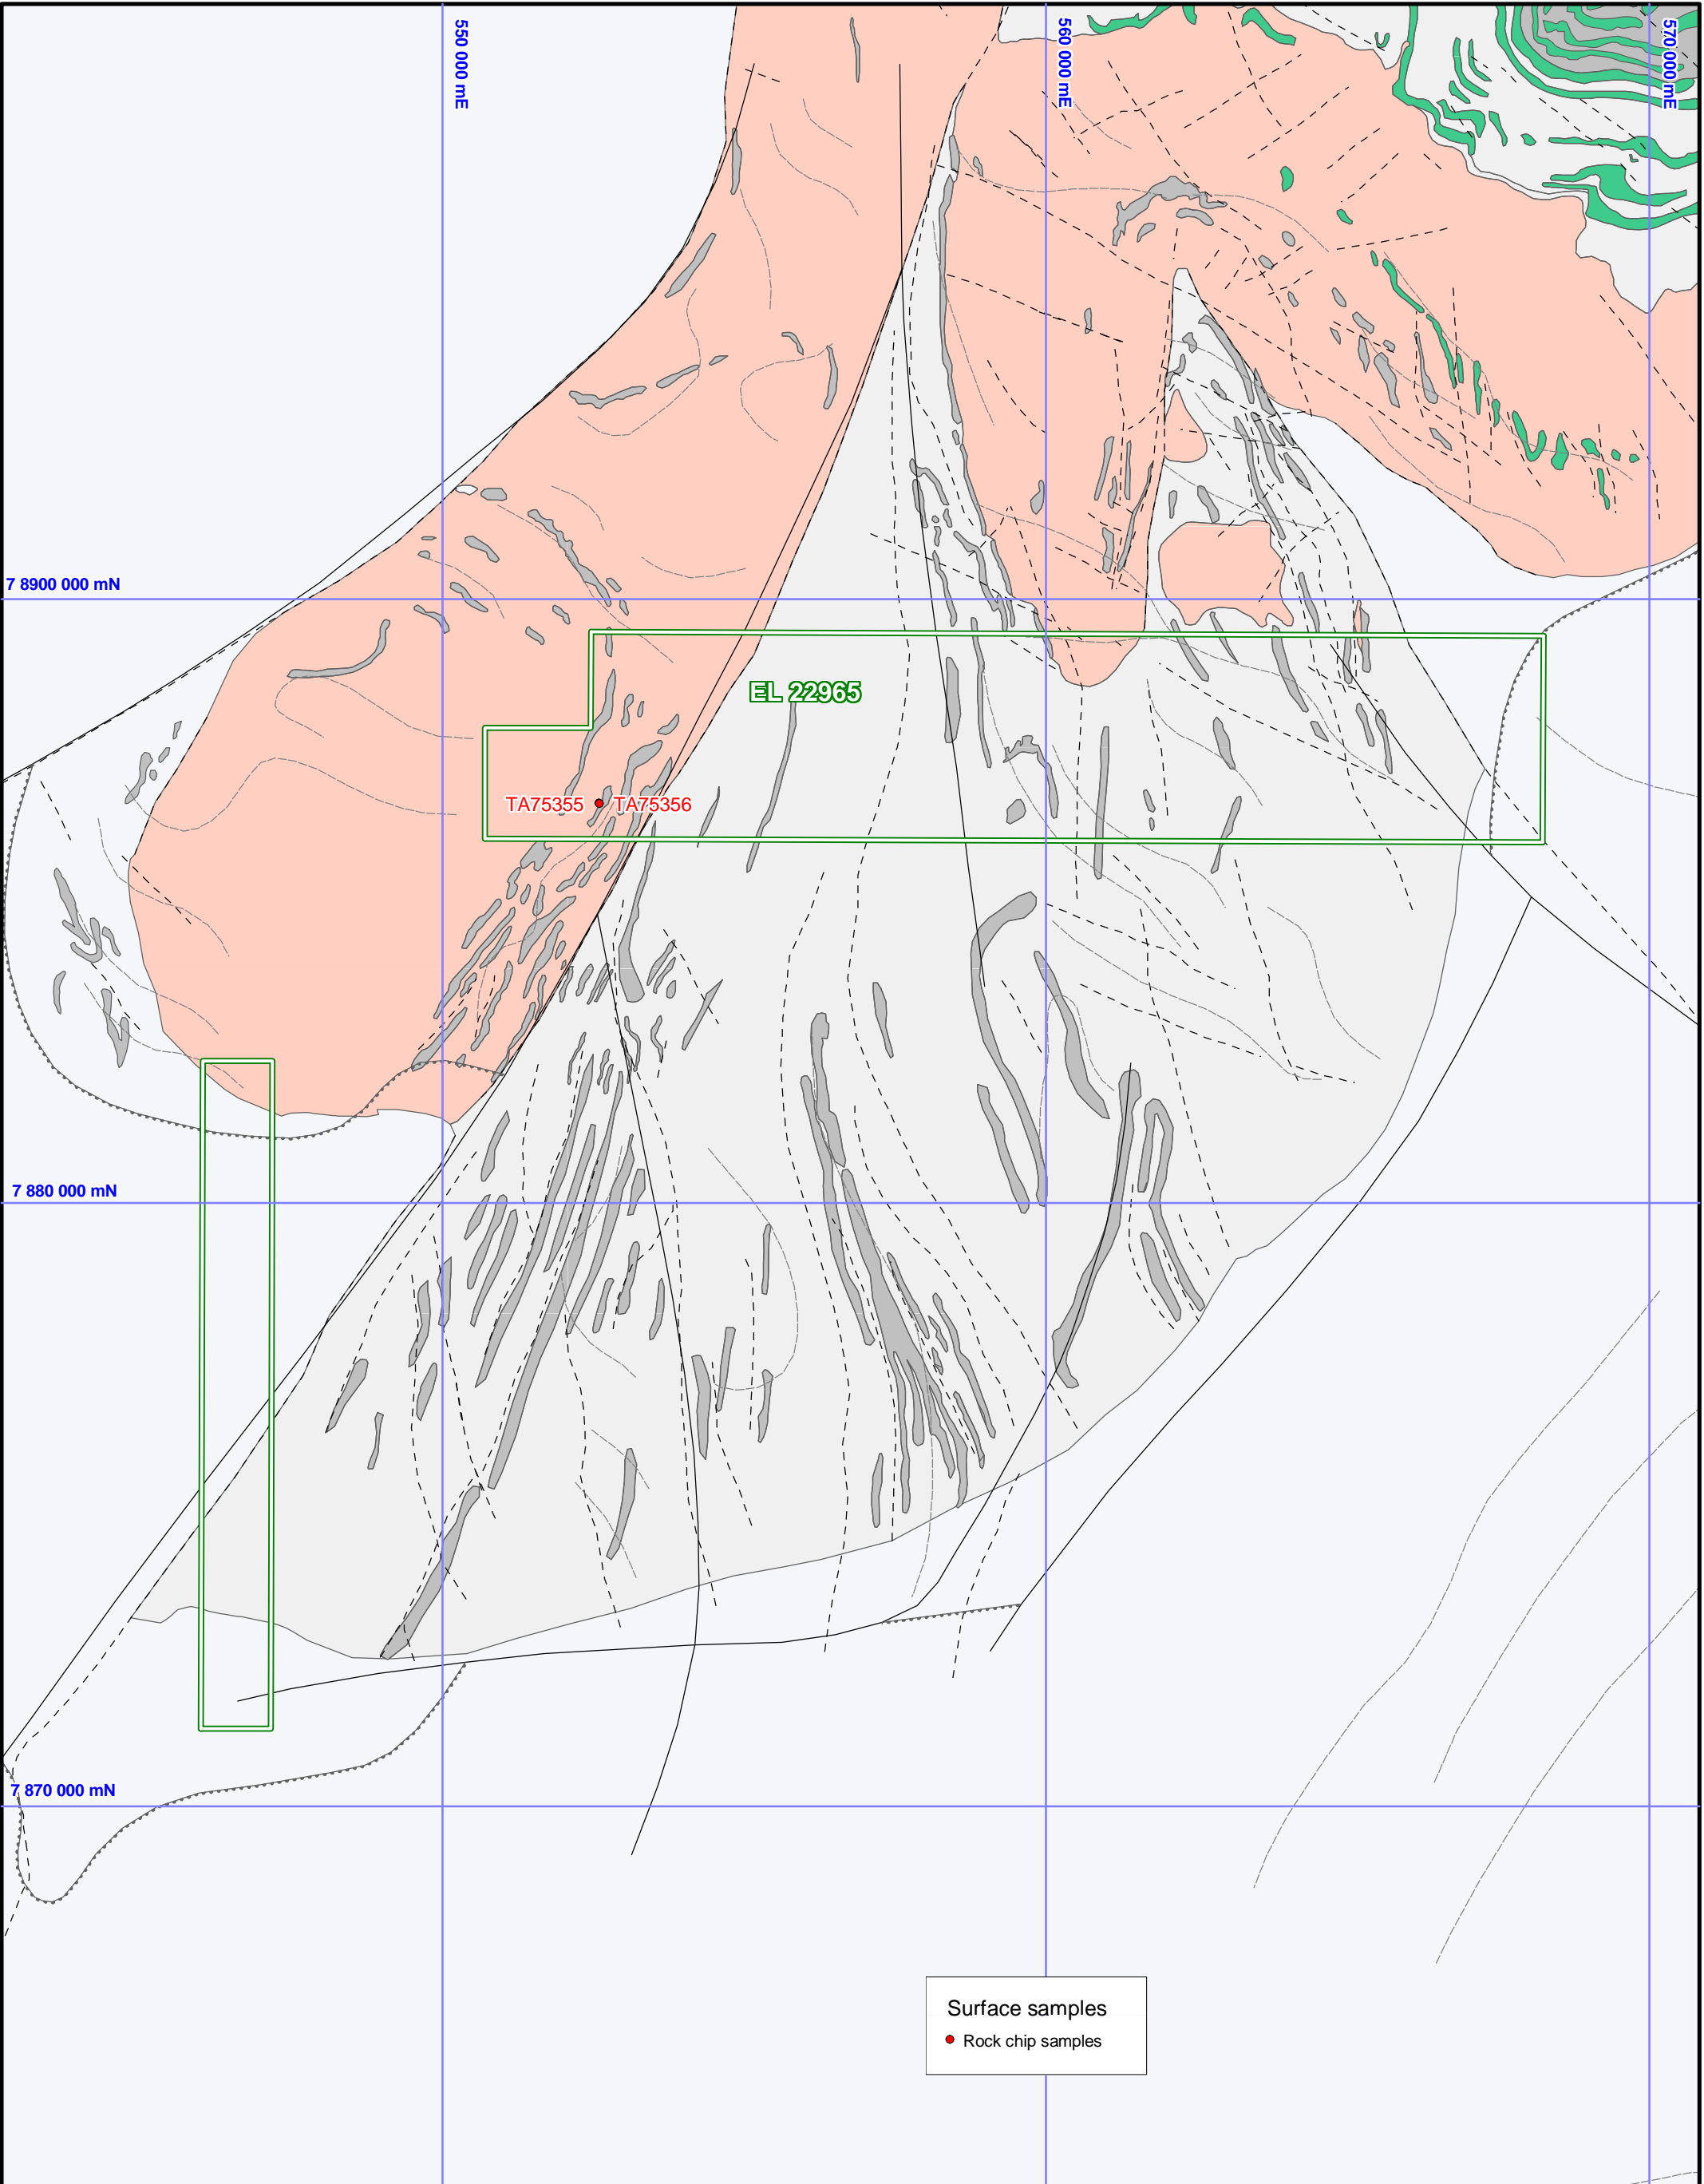 550 000 mE
560 000 mE
570 000 mE
7 8900 000 mN
EL 22965
TA75355
TA75356
7 880 000 mN
7 870 000 mN
Surface samples
Rock chip samples